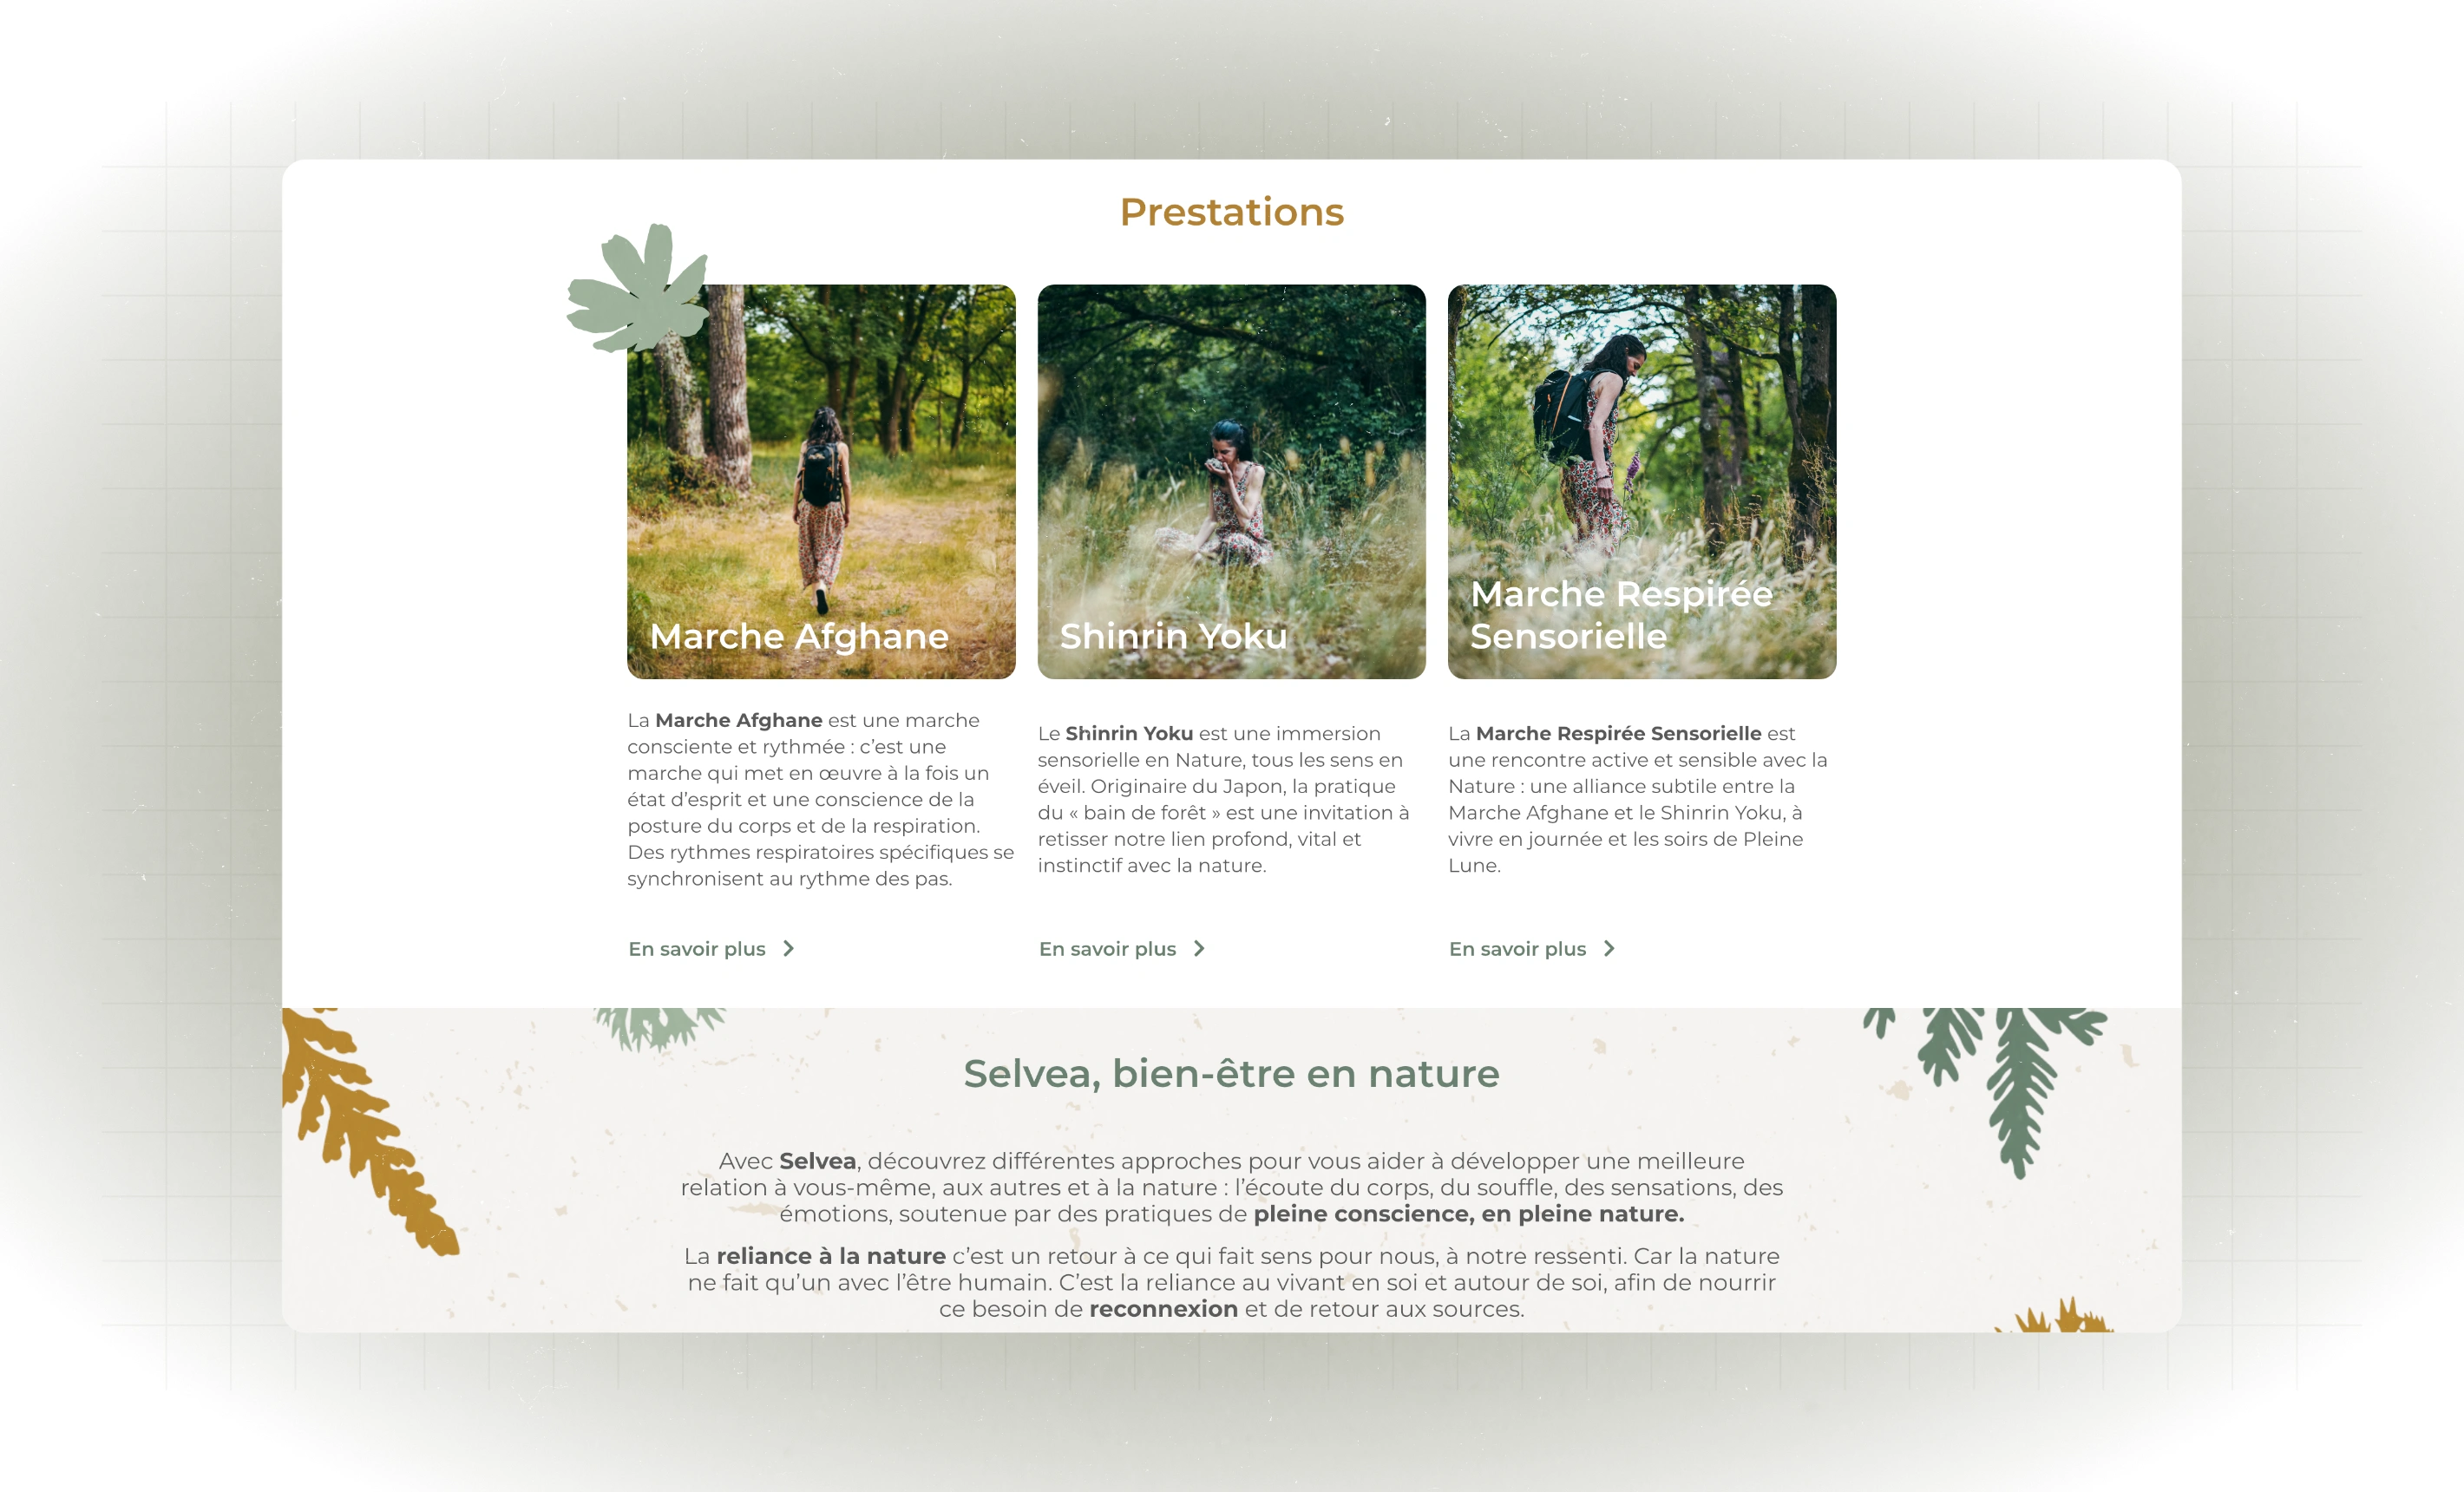 Prestations
Marche Afghane
Shinrin Yoku
Marche Respirée
Sensorielle
La Marche Afghane est une marche
consciente et rythmée : c’est une
marche qui met en œuvre à la fois un
état d’esprit et une conscience de la
posture du corps et de la respiration.
Des rythmes respiratoires spécifiques se
synchronisent au rythme des pas.
En savoir plus
Le Shinrin Yoku est une immersion
sensorielle en Nature, tous les sens en
éveil. Originaire du Japon, la pratique
du « bain de forêt » est une invitation à
retisser notre lien profond, vital et
instinctif avec la nature.
En savoir plus
La Marche Respirée Sensorielle est
une rencontre active et sensible avec la
Nature : une alliance subtile entre la
Marche Afghane et le Shinrin Yoku, à
vivre en journée et les soirs de Pleine
Lune.
En savoir plus
Selvea, bien-être en nature
Avec Selvea, découvrez différentes approches pour vous aider à développer une meilleure
relation à vous-même, aux autres et à la nature : l’écoute du corps, du souffle, des sensations, des
émotions, soutenue par des pratiques de pleine conscience, en pleine nature.
La reliance à la nature c’est un retour à ce qui fait sens pour nous, à notre ressenti. Car la nature
ne fait qu’un avec l’être humain. C’est la reliance au vivant en soi et autour de soi, afin de nourrir
ce besoin de reconnexion et de retour aux sources.